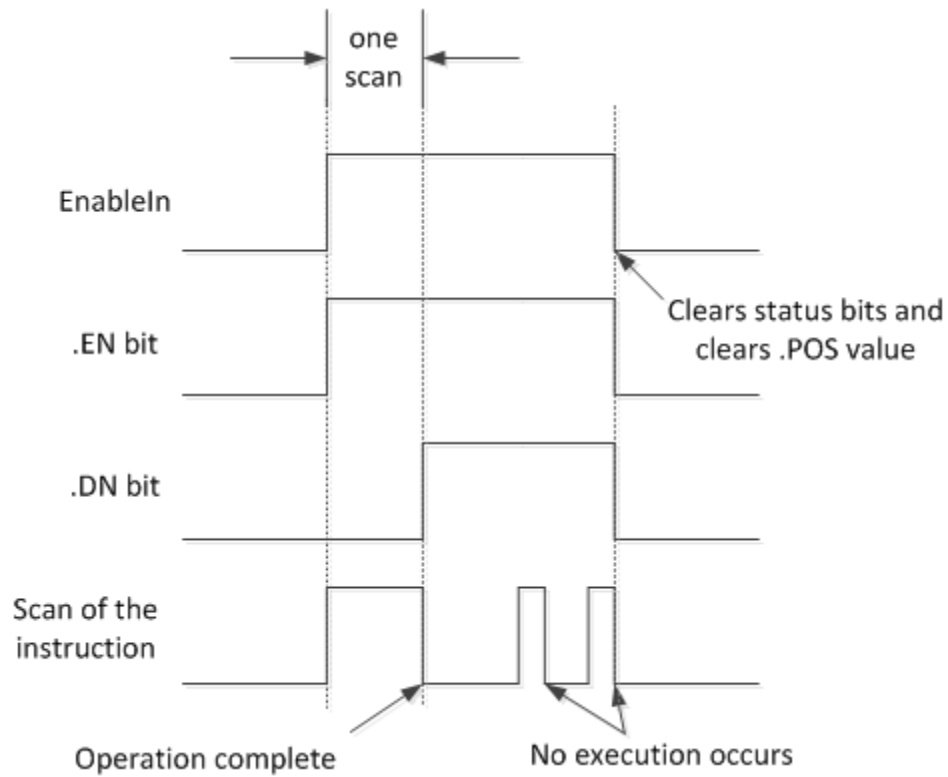 one
scan
EnableIn
Clears status bits and
clears .POS value
.EN bit
.DN bit
Scan of the
instruction
Operation complete
No execution occurs